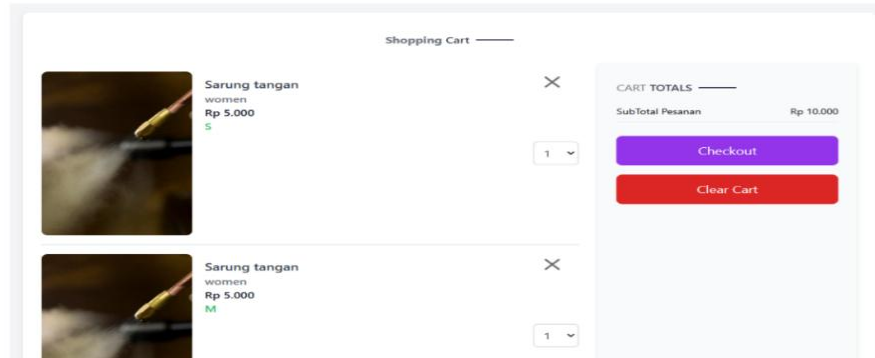 Shopping Cart
Sarung tangan
women
Rp 5.000
S
1
Sarung tangan
women
Rp 5.000
M
1
CART TOTALS
SubTotal Pesanan Rp 10.000
Checkout
Clear Cart